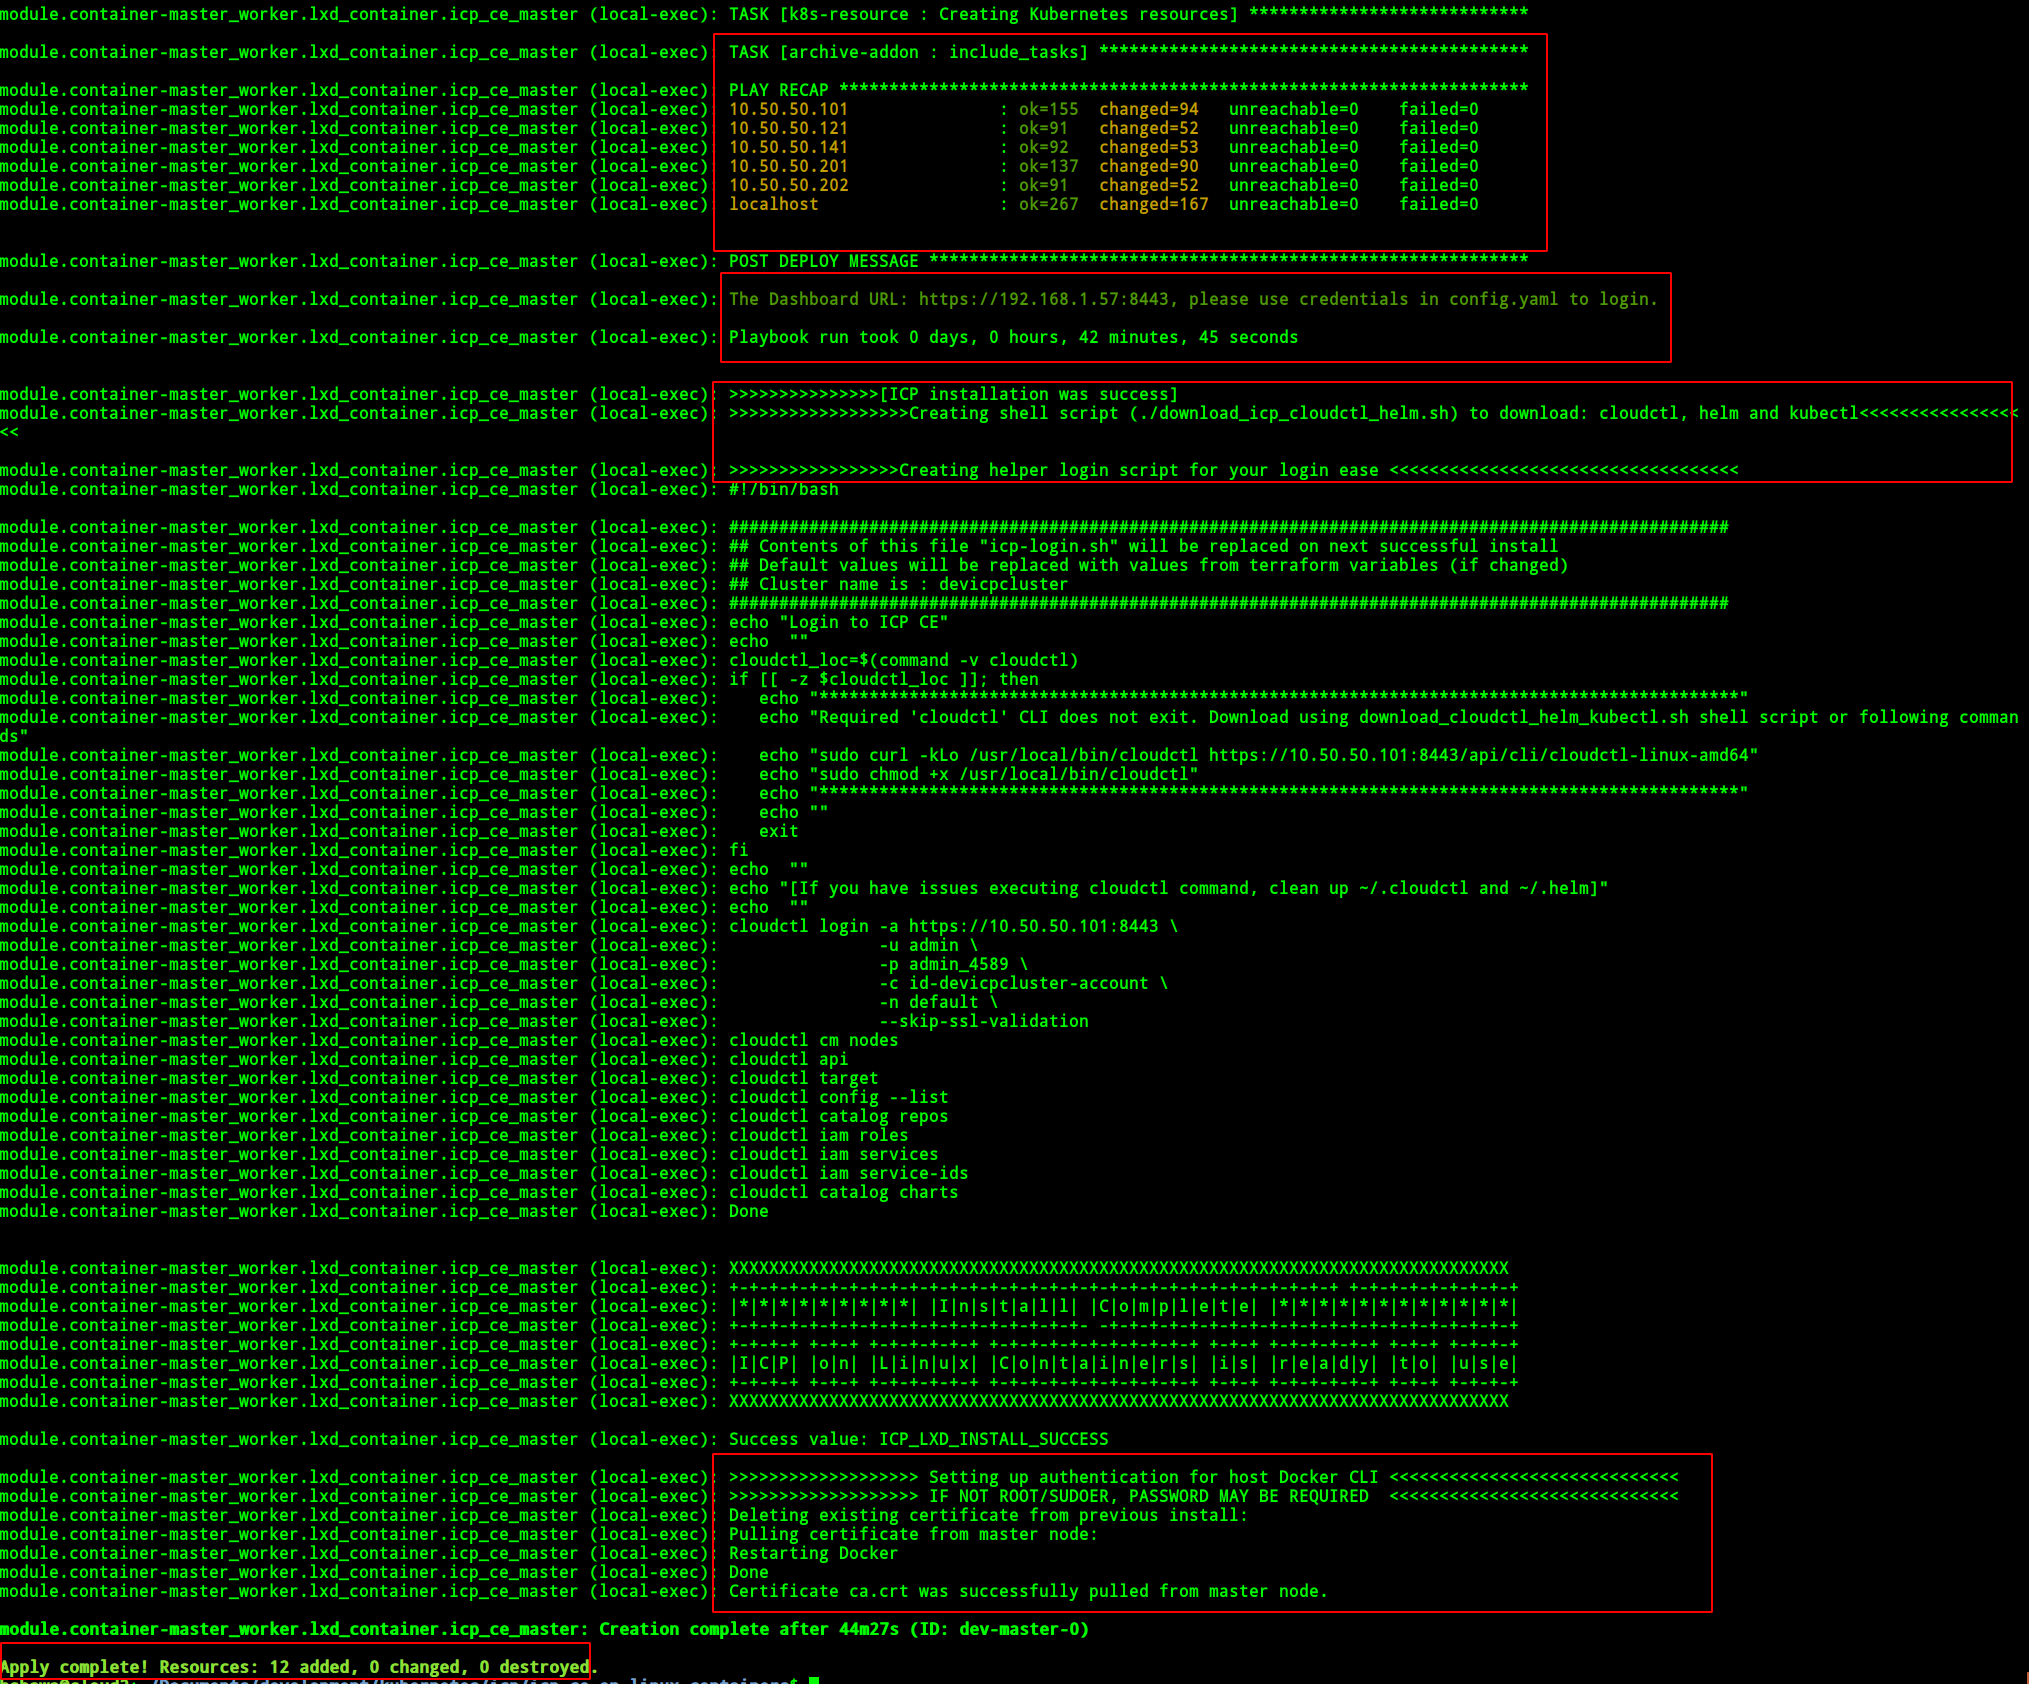 module.container-master_worker.lxd_container.icp_ce_master (local-exec): TASK [k8s-resource : Creating Kubernetes resources] ****************************
module.container-master_worker.lxd_container.icp_ce_master (local-exec): TASK [archive-addon : include_tasks] *******************************************
module.container-master_worker.lxd_container.icp_ce_master (local-exec): PLAY RECAP *********************************************************************
module.container-master_worker.lxd_container.icp_ce_master (local-exec): 10.50.50.101               : ok=155  changed=94   unreachable=0    failed=0
module.container-master_worker.lxd_container.icp_ce_master (local-exec): 10.50.50.121               : ok=91   changed=52   unreachable=0    failed=0
module.container-master_worker.lxd_container.icp_ce_master (local-exec): 10.50.50.141               : ok=92   changed=53   unreachable=0    failed=0
module.container-master_worker.lxd_container.icp_ce_master (local-exec): 10.50.50.201               : ok=137  changed=90   unreachable=0    failed=0
module.container-master_worker.lxd_container.icp_ce_master (local-exec): 10.50.50.202               : ok=91   changed=52   unreachable=0    failed=0
module.container-master_worker.lxd_container.icp_ce_master (local-exec): localhost                  : ok=267  changed=167  unreachable=0    failed=0
module.container-master_worker.lxd_container.icp_ce_master (local-exec): POST DEPLOY MESSAGE ************************************************************
module.container-master_worker.lxd_container.icp_ce_master (local-exec): The Dashboard URL: https://192.168.1.57:8443, please use credentials in config.yaml to login.
module.container-master_worker.lxd_container.icp_ce_master (local-exec): Playbook run took 0 days, 0 hours, 42 minutes, 45 seconds
module.container-master_worker.lxd_container.icp_ce_master (local-exec): >>>>>>>>>>>>>>>[ICP installation was success]
module.container-master_worker.lxd_container.icp_ce_master (local-exec): >>>>>>>>>>>>>>>>>>Creating shell script (./download_icp_cloudctl_helm.sh) to download: cloudctl, helm and kubectl<<<<<<<<<<<<<<<<
<<
module.container-master_worker.lxd_container.icp_ce_master (local-exec): >>>>>>>>>>>>>>>>>Creating helper login script for your login ease <<<<<<<<<<<<<<<<<<<<<<<<<<<<<<<<<<<
module.container-master_worker.lxd_container.icp_ce_master (local-exec): #!/bin/bash
module.container-master_worker.lxd_container.icp_ce_master (local-exec): ####################################################################################################
module.container-master_worker.lxd_container.icp_ce_master (local-exec): ## Contents of this file "icp-login.sh" will be replaced on next successful install
module.container-master_worker.lxd_container.icp_ce_master (local-exec): ## Default values will be replaced with values from terraform variables (if changed)
module.container-master_worker.lxd_container.icp_ce_master (local-exec): ## Cluster name is : devicpcluster
module.container-master_worker.lxd_container.icp_ce_master (local-exec): ####################################################################################################
module.container-master_worker.lxd_container.icp_ce_master (local-exec): echo "Login to ICP CE"
module.container-master_worker.lxd_container.icp_ce_master (local-exec): echo  ""
module.container-master_worker.lxd_container.icp_ce_master (local-exec): cloudctl_loc=$(command -v cloudctl)
module.container-master_worker.lxd_container.icp_ce_master (local-exec): if [[ -z $cloudctl_loc ]]; then
module.container-master_worker.lxd_container.icp_ce_master (local-exec):    echo "********************************************************************************************"
module.container-master_worker.lxd_container.icp_ce_master (local-exec):    echo "Required 'cloudctl' CLI does not exit. Download using download_cloudctl_helm_kubectl.sh shell script or following comman
ds"
module.container-master_worker.lxd_container.icp_ce_master (local-exec):    echo "sudo curl -kLo /usr/local/bin/cloudctl https://10.50.50.101:8443/api/cli/cloudctl-linux-amd64"
module.container-master_worker.lxd_container.icp_ce_master (local-exec):    echo "sudo chmod +x /usr/local/bin/cloudctl"
module.container-master_worker.lxd_container.icp_ce_master (local-exec):    echo "********************************************************************************************"
module.container-master_worker.lxd_container.icp_ce_master (local-exec):    echo ""
module.container-master_worker.lxd_container.icp_ce_master (local-exec):    exit
module.container-master_worker.lxd_container.icp_ce_master (local-exec): fi
module.container-master_worker.lxd_container.icp_ce_master (local-exec): echo  ""
module.container-master_worker.lxd_container.icp_ce_master (local-exec): echo "[If you have issues executing cloudctl command, clean up ~/.cloudctl and ~/.helm]"
module.container-master_worker.lxd_container.icp_ce_master (local-exec): echo  ""
module.container-master_worker.lxd_container.icp_ce_master (local-exec): cloudctl login -a https://10.50.50.101:8443 \
module.container-master_worker.lxd_container.icp_ce_master (local-exec):                -u admin \
module.container-master_worker.lxd_container.icp_ce_master (local-exec):                -p admin_4589 \
module.container-master_worker.lxd_container.icp_ce_master (local-exec):                -c id-devicpcluster-account \
module.container-master_worker.lxd_container.icp_ce_master (local-exec):                -n default \
module.container-master_worker.lxd_container.icp_ce_master (local-exec):                --skip-ssl-validation
module.container-master_worker.lxd_container.icp_ce_master (local-exec): cloudctl cm nodes
module.container-master_worker.lxd_container.icp_ce_master (local-exec): cloudctl api
module.container-master_worker.lxd_container.icp_ce_master (local-exec): cloudctl target
module.container-master_worker.lxd_container.icp_ce_master (local-exec): cloudctl config --list
module.container-master_worker.lxd_container.icp_ce_master (local-exec): cloudctl catalog repos
module.container-master_worker.lxd_container.icp_ce_master (local-exec): cloudctl iam roles
module.container-master_worker.lxd_container.icp_ce_master (local-exec): cloudctl iam services
module.container-master_worker.lxd_container.icp_ce_master (local-exec): cloudctl iam service-ids
module.container-master_worker.lxd_container.icp_ce_master (local-exec): cloudctl catalog charts
module.container-master_worker.lxd_container.icp_ce_master (local-exec): Done
module.container-master_worker.lxd_container.icp_ce_master (local-exec): XXXXXXXXXXXXXXXXXXXXXXXXXXXXXXXXXXXXXXXXXXXXXXXXXXXXXXXXXXXXXXXXXXXXXXXXXXXXXX
module.container-master_worker.lxd_container.icp_ce_master (local-exec): +-+-+-+-+-+-+-+-+-+-+-+-+-+-+-+-+-+-+-+-+-+-+-+-+-+-+-+-+-+-+ +-+-+-+-+-+-+-+-+
module.container-master_worker.lxd_container.icp_ce_master (local-exec): |*|*|*|*|*|*|*|*|*| |I|n|s|t|a|l|l| |C|o|m|p|l|e|t|e| |*|*|*|*|*|*|*|*|*|*|*|*|
module.container-master_worker.lxd_container.icp_ce_master (local-exec): +-+-+-+-+-+-+-+-+-+-+-+-+-+-+-+-+-+- -+-+-+-+-+-+-+-+-+-+-+-+-+-+-+-+-+-+-+-+-+
module.container-master_worker.lxd_container.icp_ce_master (local-exec): +-+-+-+ +-+-+ +-+-+-+-+-+ +-+-+-+-+-+-+-+-+-+-+ +-+-+ +-+-+-+-+-+ +-+-+ +-+-+-+
module.container-master_worker.lxd_container.icp_ce_master (local-exec): |I|C|P| |o|n| |L|i|n|u|x| |C|o|n|t|a|i|n|e|r|s| |i|s| |r|e|a|d|y| |t|o| |u|s|e|
module.container-master_worker.lxd_container.icp_ce_master (local-exec): +-+-+-+ +-+-+ +-+-+-+-+-+ +-+-+-+-+-+-+-+-+-+-+ +-+-+ +-+-+-+-+-+ +-+-+ +-+-+-+
module.container-master_worker.lxd_container.icp_ce_master (local-exec): XXXXXXXXXXXXXXXXXXXXXXXXXXXXXXXXXXXXXXXXXXXXXXXXXXXXXXXXXXXXXXXXXXXXXXXXXXXXXX
module.container-master_worker.lxd_container.icp_ce_master (local-exec): Success value: ICP_LXD_INSTALL_SUCCESS
module.container-master_worker.lxd_container.icp_ce_master (local-exec): >>>>>>>>>>>>>>>>>>> Setting up authentication for host Docker CLI <<<<<<<<<<<<<<<<<<<<<<<<<<<<<
module.container-master_worker.lxd_container.icp_ce_master (local-exec): >>>>>>>>>>>>>>>>>>> IF NOT ROOT/SUDOER, PASSWORD MAY BE REQUIRED  <<<<<<<<<<<<<<<<<<<<<<<<<<<<<
module.container-master_worker.lxd_container.icp_ce_master (local-exec): Deleting existing certificate from previous install:
module.container-master_worker.lxd_container.icp_ce_master (local-exec): Pulling certificate from master node:
module.container-master_worker.lxd_container.icp_ce_master (local-exec): Restarting Docker
module.container-master_worker.lxd_container.icp_ce_master (local-exec): Done
module.container-master_worker.lxd_container.icp_ce_master (local-exec): Certificate ca.crt was successfully pulled from master node.
module.container-master_worker.lxd_container.icp_ce_master: Creation complete after 44m27s (ID: dev-master-0)
Apply complete! Resources: 12 added, 0 changed, 0 destroyed.